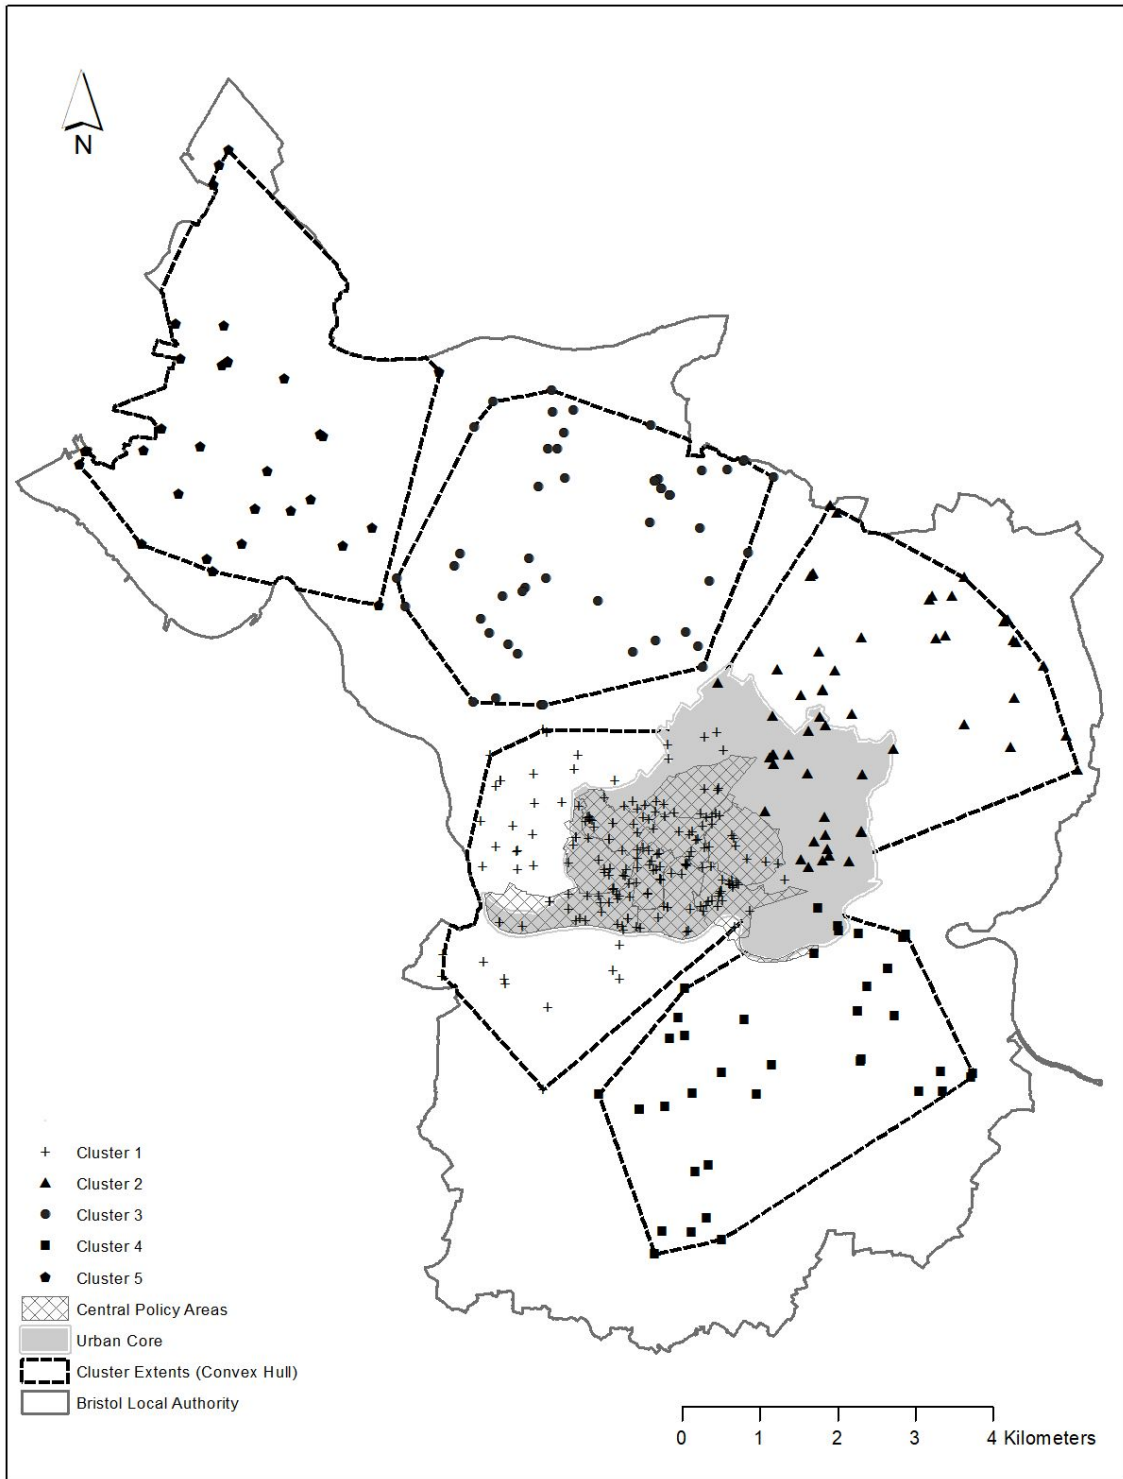 N
Cluster 1
Cluster 2
Cluster 3
Cluster 4
Cluster 5
Central Policy Areas
Urban Core
Cluster Extents (Convex Hull)
Bristol Local Authority
0 1 2 3 4 Kilometers